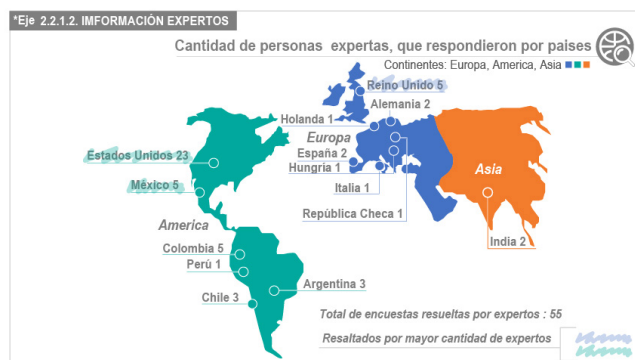 *Eje 2.2.1.2. IMFORMACIÓN EXPERTOS
Cantidad de personas expertas, que respondieron por paises
Continentes: Europa, America, Asia
Reino Unido 5
Alemania 2
Holanda 1
Europa
España 2
Hungria 1
Italia 1
República Checa 1
Estados Unidos 23
México 5
America
Colombia 5
Perú 1
Chile 3
Argentina 3
Asia
India 2
Total de encuestas resueltas por expertos : 55
Resaltados por mayor cantidad de expertos